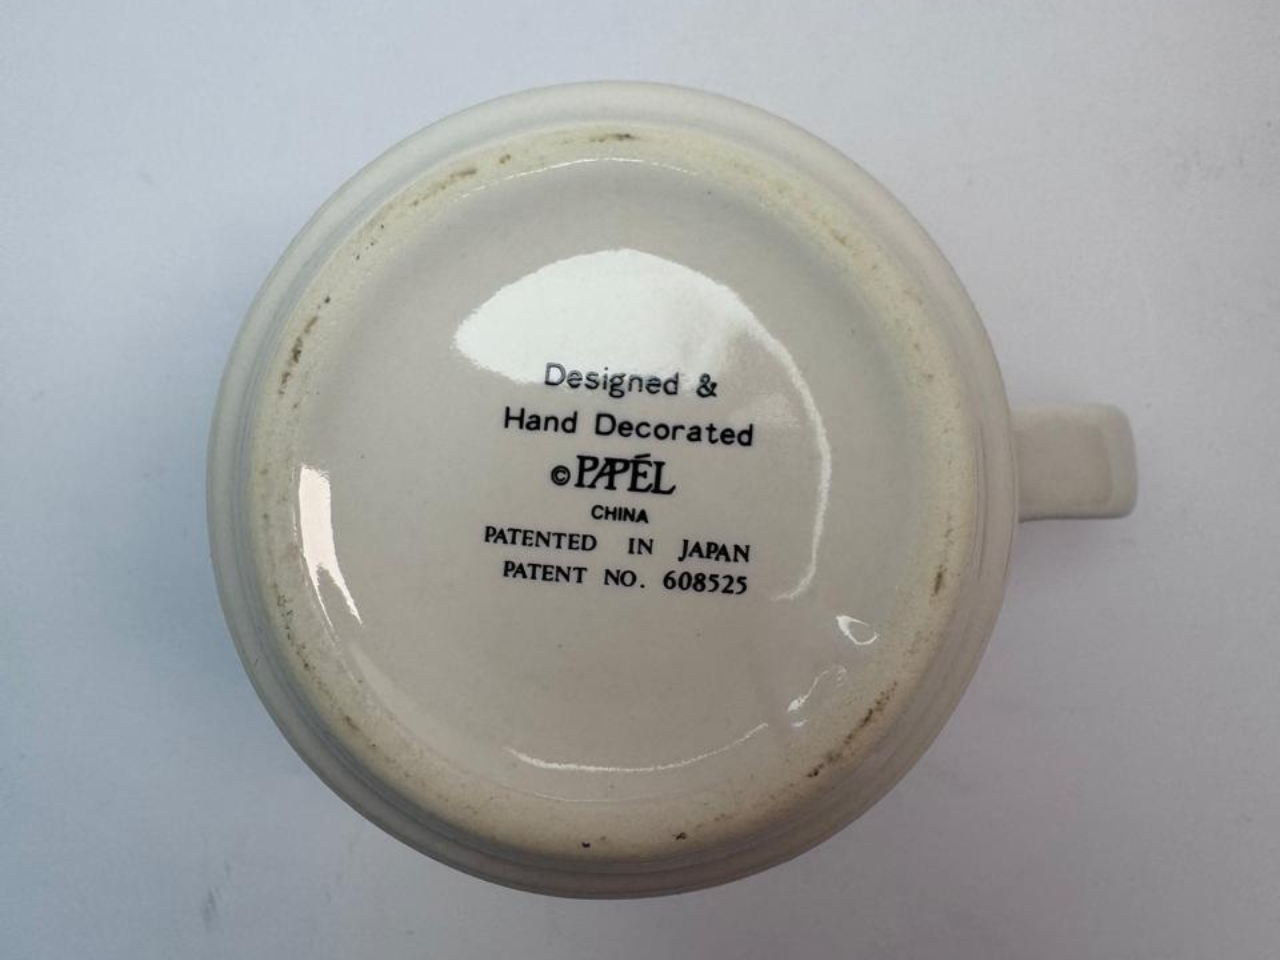 Designed &
Hand Decorated
©PAPÉL
CHINA
PATENTED IN JAPAN
PATENT NO. 608525